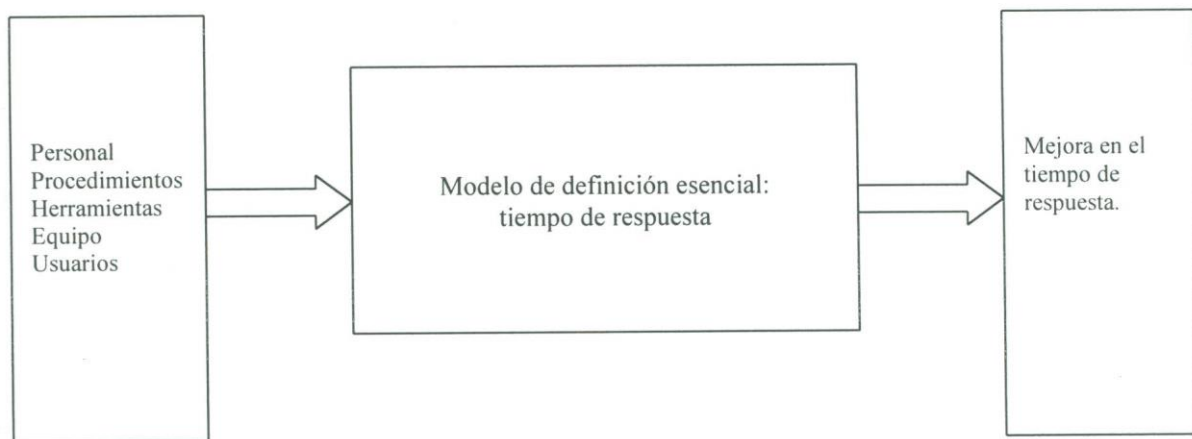 Personal
Procedimientos
Herramientas
Equipo
Usuarios
Modelo de definición esencial:
tiempo de respuesta
Mejora en el
tiempo de
respuesta.